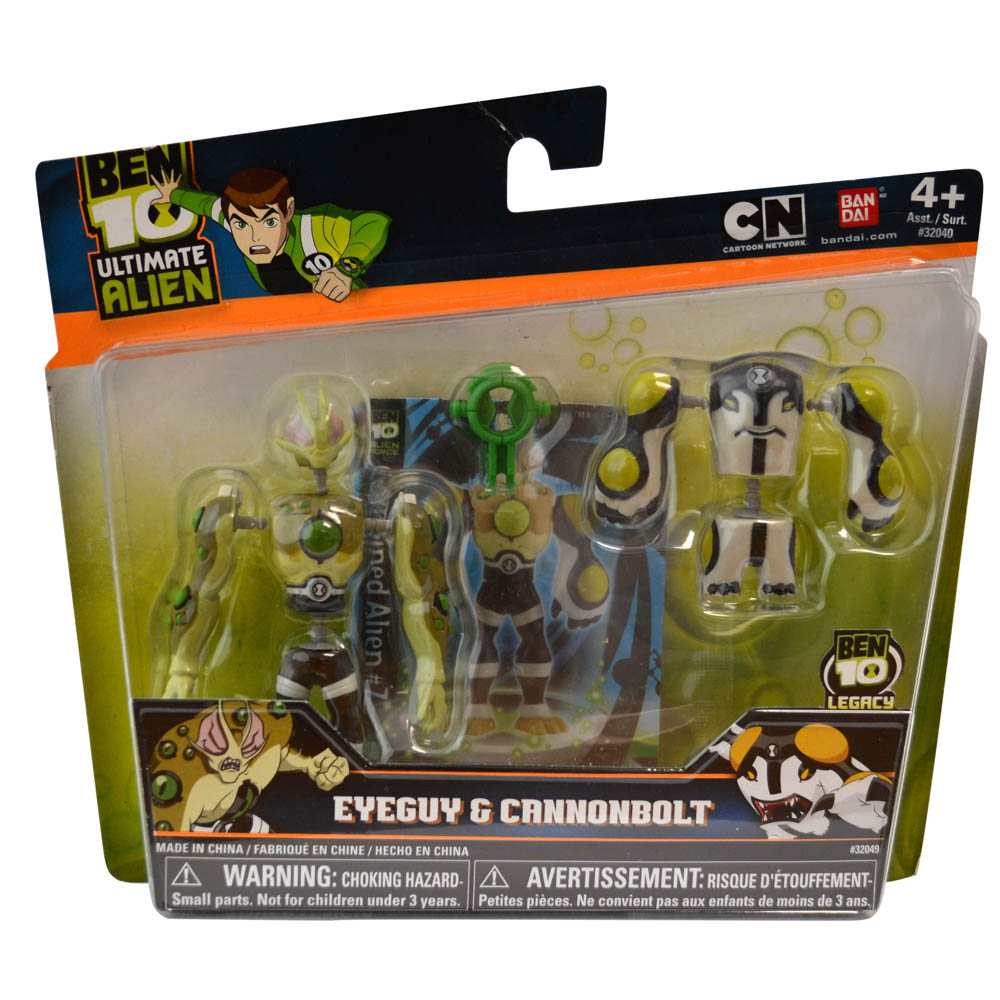 BEN
10
ULTIMATE
ALIEN
10
CN
CARTOON NETWORK
BAN
DAI
bandai.com
4+
Asst. / Surt.
#32040
BEN
10
ALIEN
FORCE
Alien #7
BEN
10
LEGACY
EYEGUY & CANNONBOLT
MADE IN CHINA / FABRIQUÉ EN CHINE / HECHO EN CHINA
#32049
WARNING: CHOKING HAZARD-
Small parts. Not for children under 3 years.
AVERTISSEMENT: RISQUE D'ÉTOUFFEMENT-
Petites pièces. Ne convient pas aux enfants de moins de 3 ans.